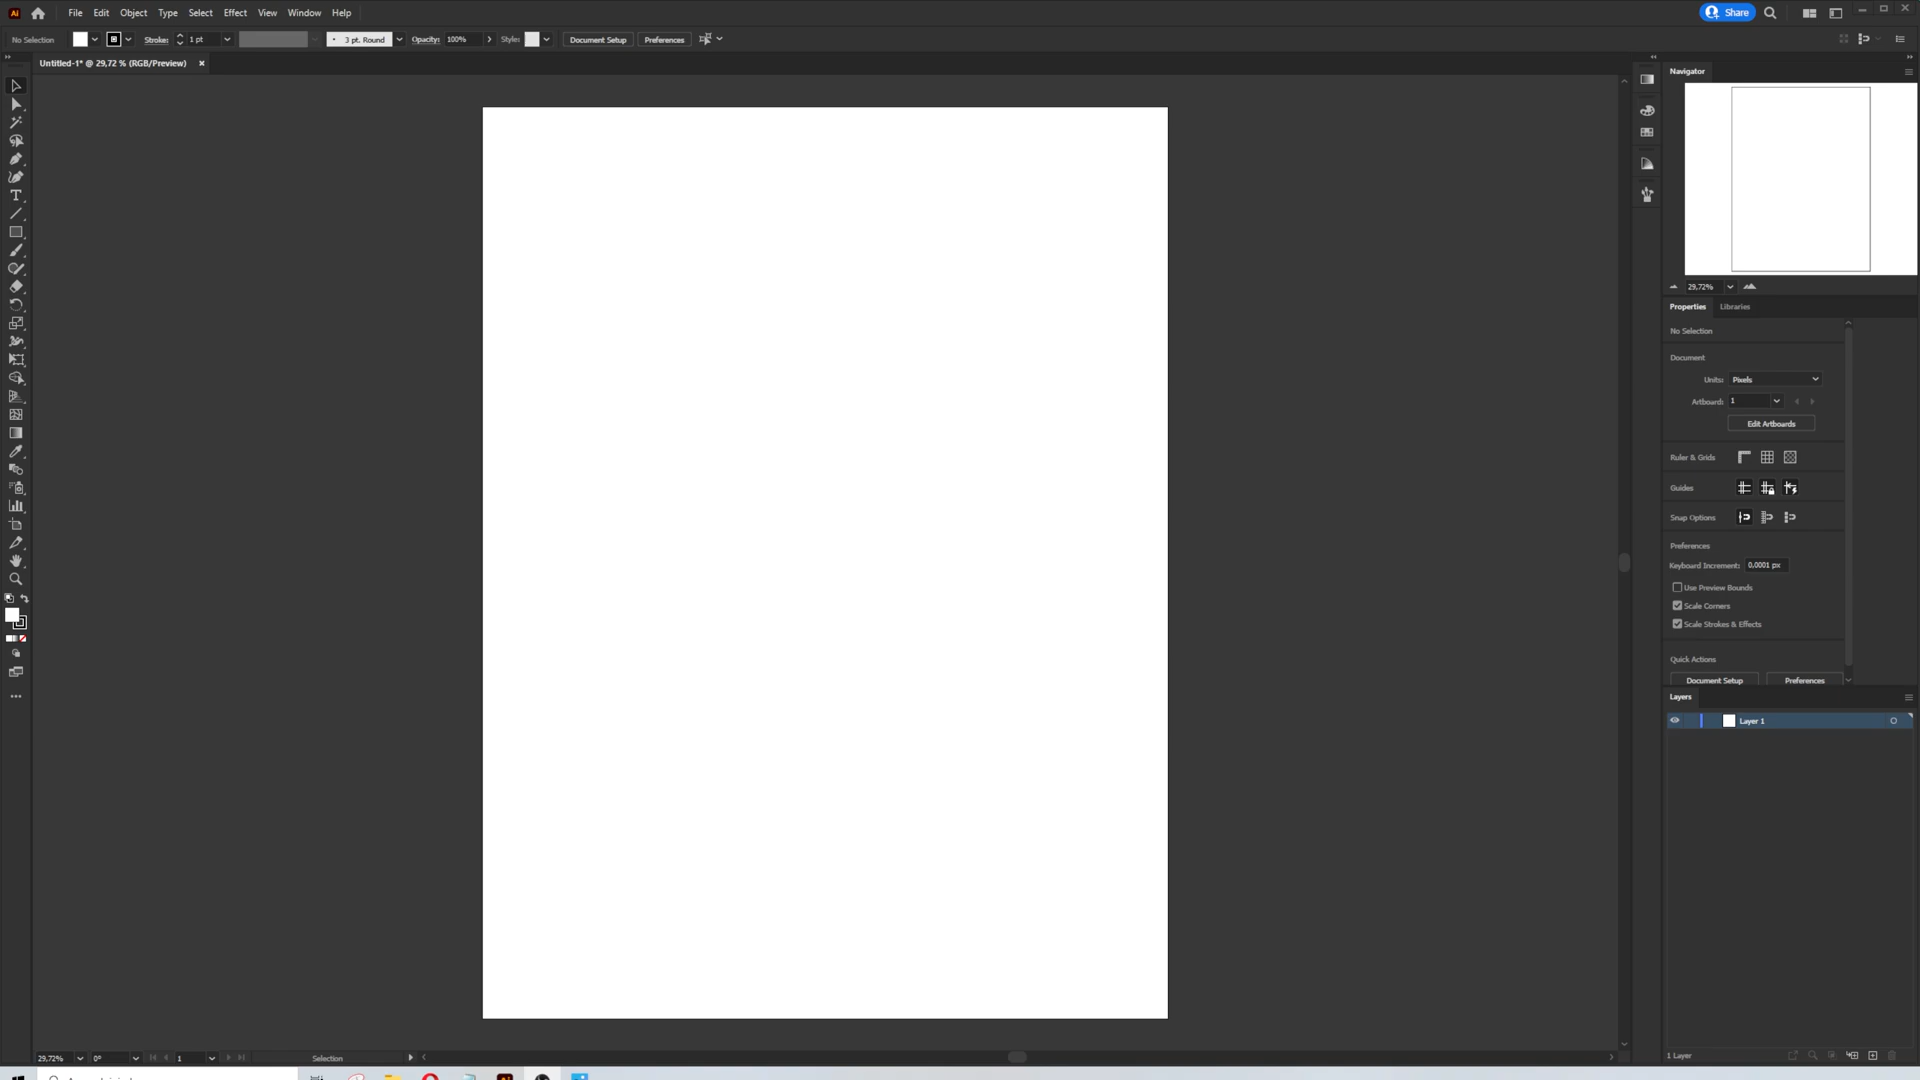 Ai File Edit Object Type Select Effect View Window Help Share
No Selection Stroke: 1 pt 3 pt. Round Opacity: 100% Style: Document Setup Preferences
Untitled-1* @ 29,72 % (RGB/Preview)
Navigator
29,72%
Properties Libraries
No Selection
Document
Units: Pixels
Artboard: 1
Edit Artboards
Ruler & Grids
Guides
Snap Options
Preferences
Keyboard Increment: 0,0001 px
Use Preview Bounds
Scale Corners
Scale Strokes & Effects
Quick Actions
Document Setup Preferences
Layers
Layer 1
1 Layer
29,72% 0° 1 Selection